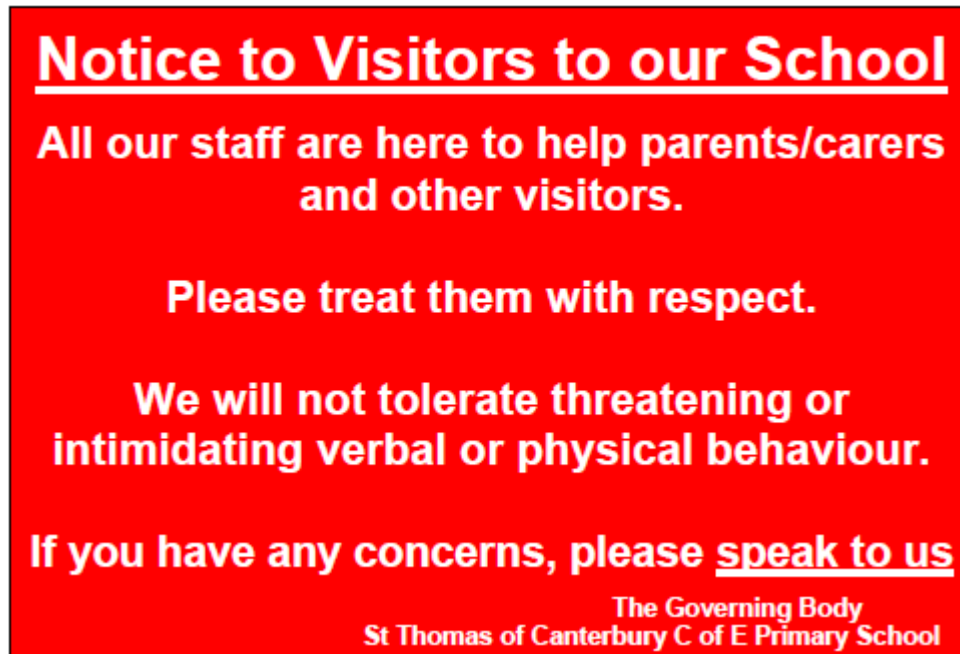 Notice to Visitors to our School
All our staff are here to help parents/carers
and other visitors.
Please treat them with respect.
We will not tolerate threatening or
intimidating verbal or physical behaviour.
If you have any concerns, please speak to us
The Governing Body
St Thomas of Canterbury C of E Primary School